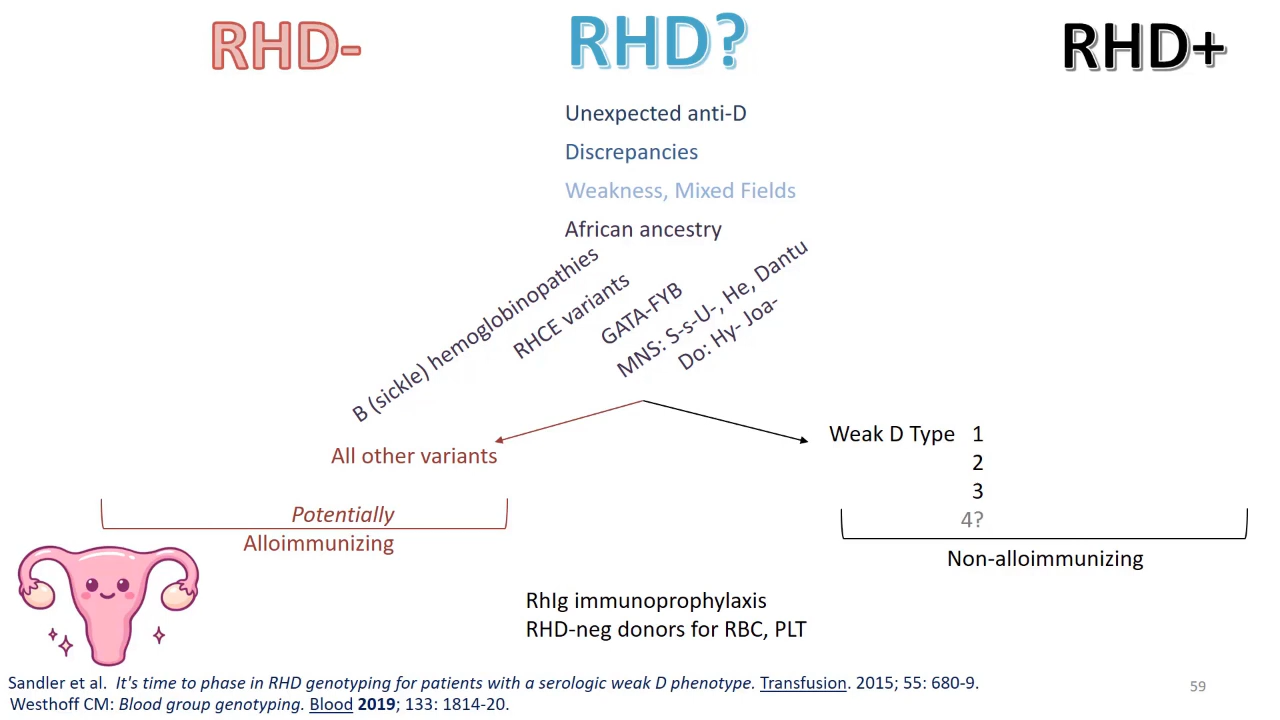 RHD-
RHD?
RHD+
Unexpected anti-D
Discrepancies
Weakness, Mixed Fields
African ancestry
B (sickle) hemoglobinopathies
RHCE variants
GATA-FYB
MNS: S-s-U-, He, Dantu
Do: Hy- Joa-
All other variants
Weak D Type 1
2
3
4?
Potentially
Alloimmunizing
Non-alloimmunizing
RhIg immunoprophylaxis
RHD-neg donors for RBC, PLT
Sandler et al. It's time to phase in RHD genotyping for patients with a serologic weak D phenotype. Transfusion. 2015; 55: 680-9.
Westhoff CM: Blood group genotyping. Blood 2019; 133: 1814-20.
59